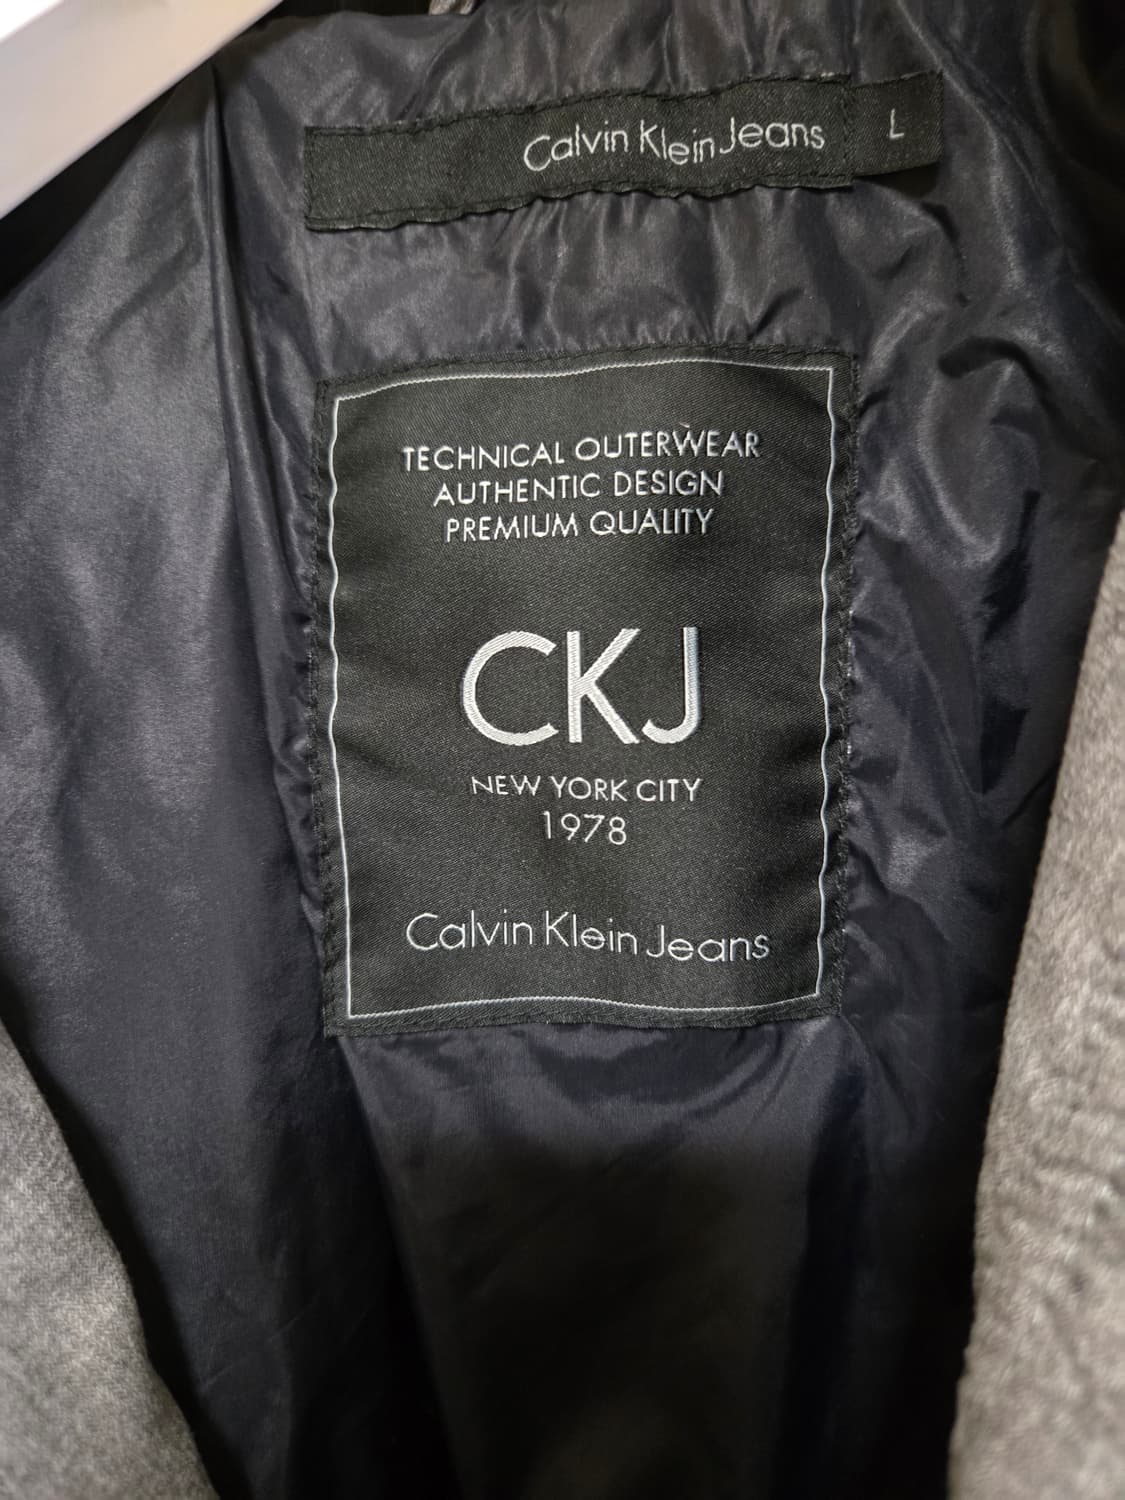 Calvin Klein Jeans L
TECHNICAL OUTERWEAR
AUTHENTIC DESIGN
PREMIUM QUALITY
CKJ
NEW YORK CITY
1978
Calvin Klein Jeans